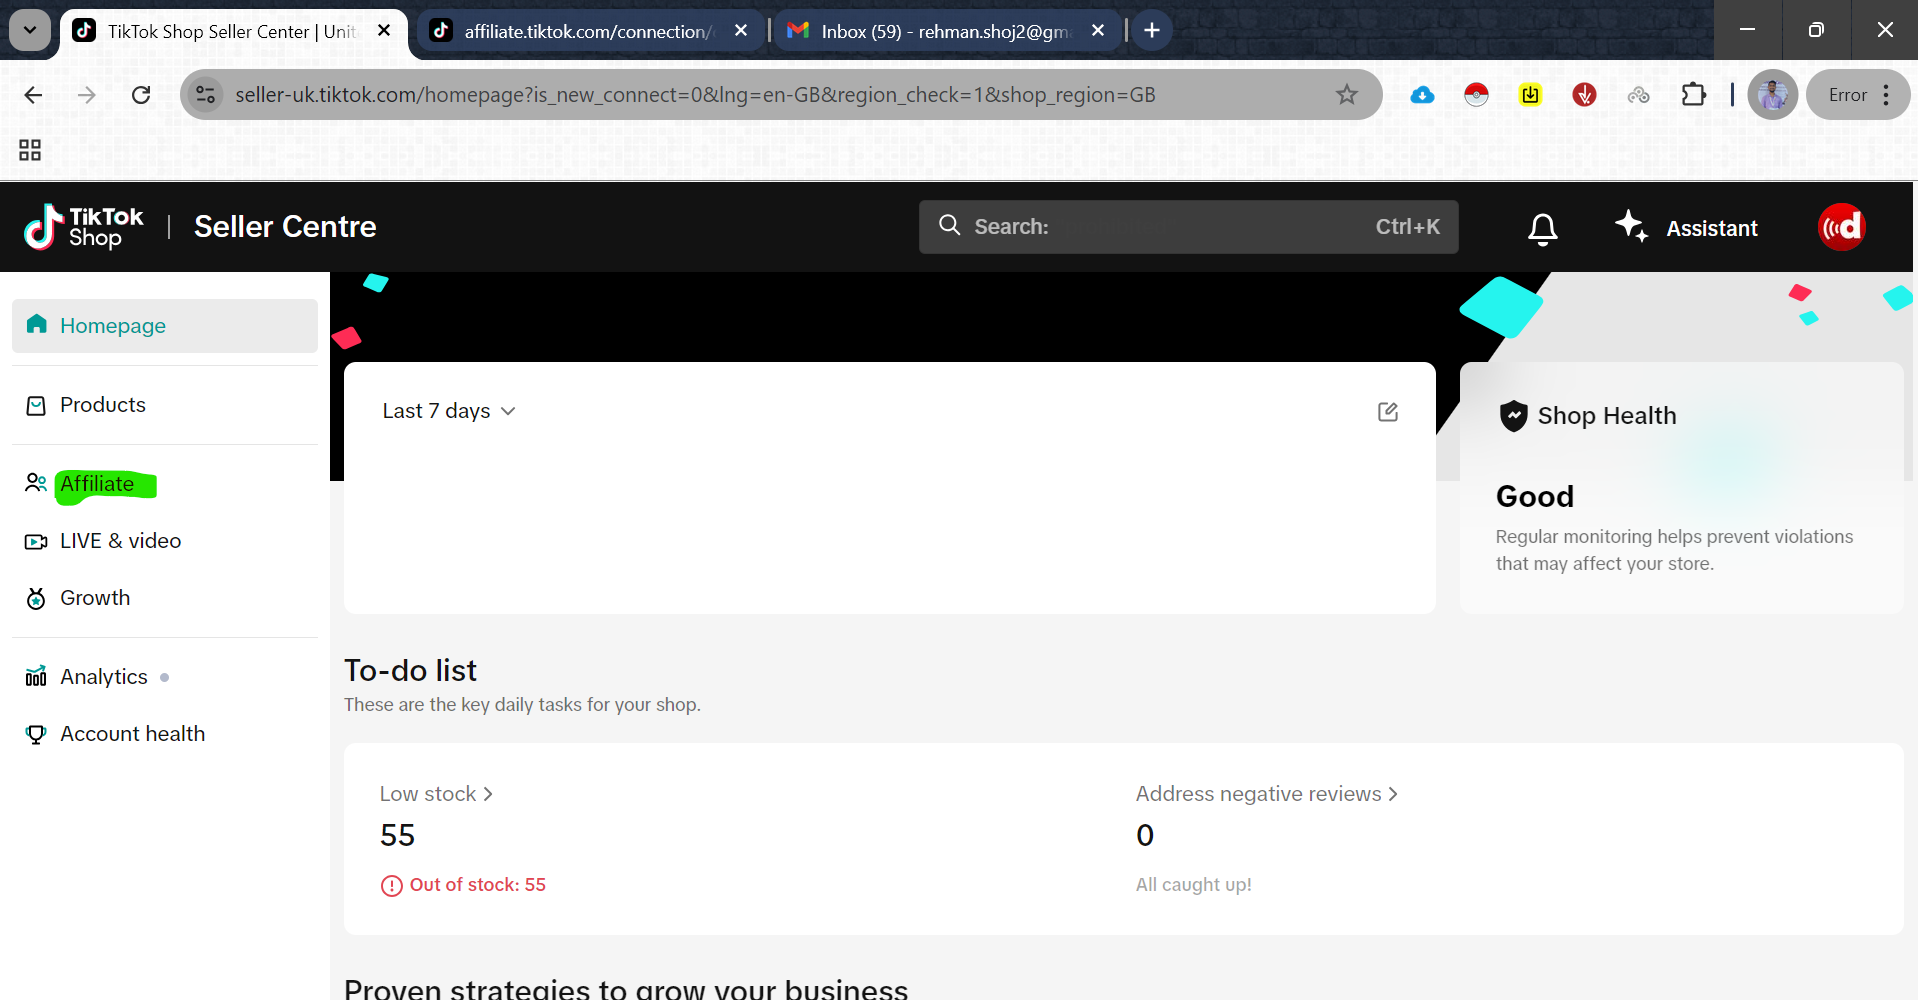 TikTok Shop Seller Center | Unit
affiliate.tiktok.com/connection/
Inbox (59) - rehman.shoj2@gm
seller-uk.tiktok.com/homepage?is_new_connect=0&lng=en-GB&region_check=1&shop_region=GB
Error
TikTok Shop | Seller Centre
Search:
Ctrl+K
Assistant
Homepage
Products
Affiliate
LIVE & video
Growth
Analytics
Account health
Last 7 days
Shop Health
Good
Regular monitoring helps prevent violations
that may affect your store.
To-do list
These are the key daily tasks for your shop.
Low stock
55
Out of stock: 55
Address negative reviews
0
All caught up!
Proven strategies to grow your business